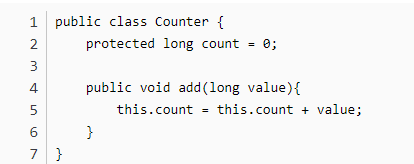 1 public class Counter {
2     protected long count = 0;
3
4     public void add(long value){
5         this.count = this.count + value;
6     }
7 }